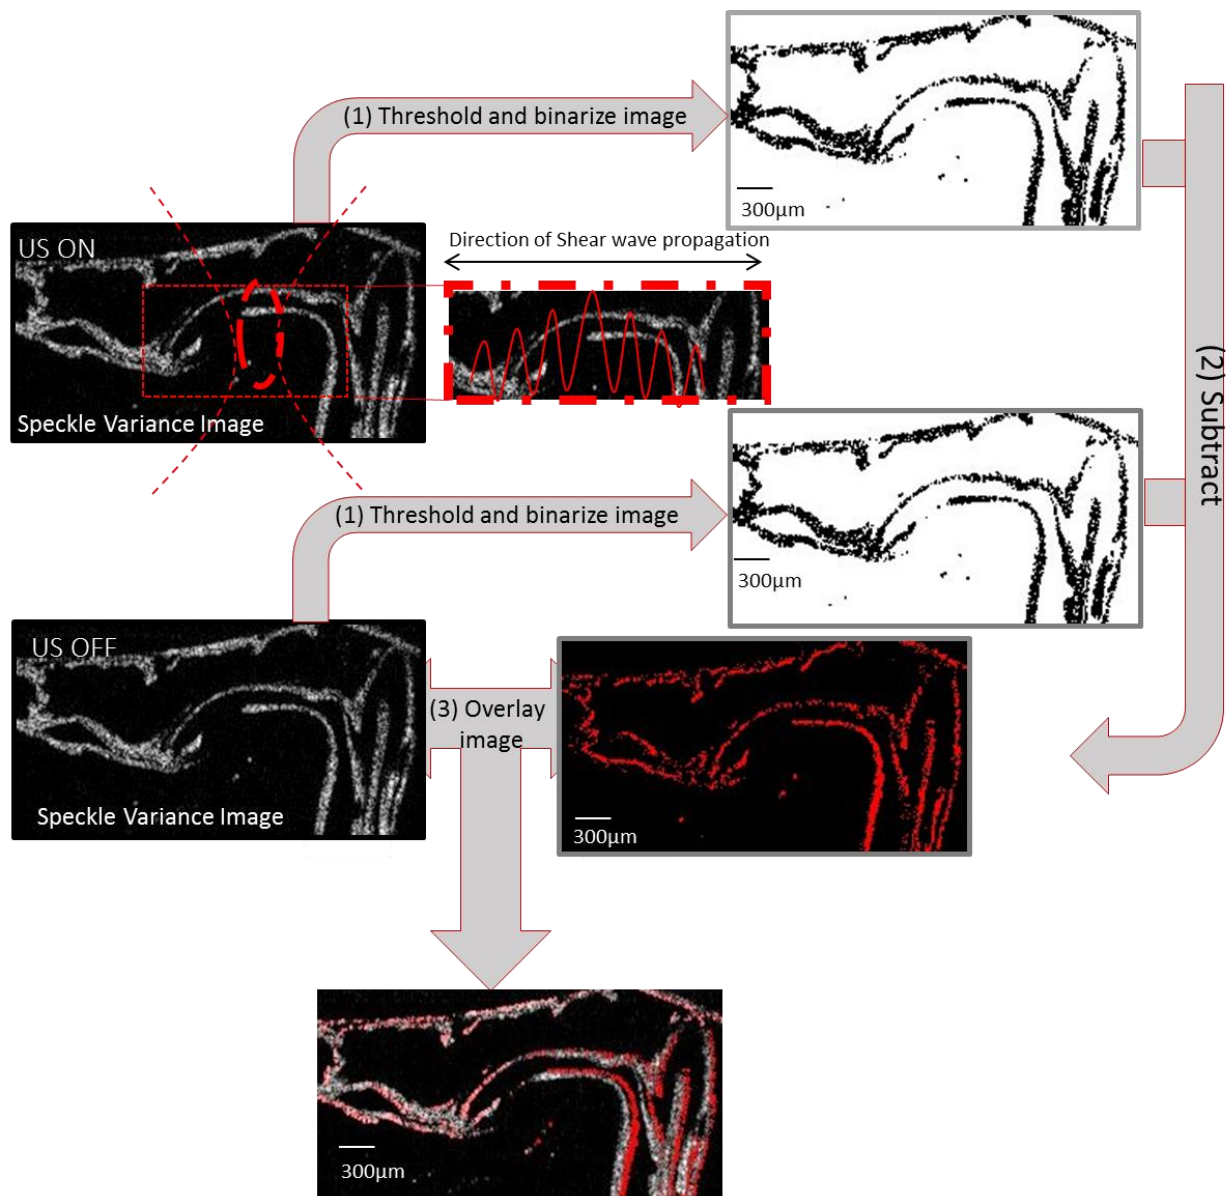 (1) Threshold and binarize image
300μm
US ON
Speckle Variance Image
Direction of Shear wave propagation
(2) Subtract
(1) Threshold and binarize image
300μm
US OFF
Speckle Variance Image
(3) Overlay
image
300μm
300μm